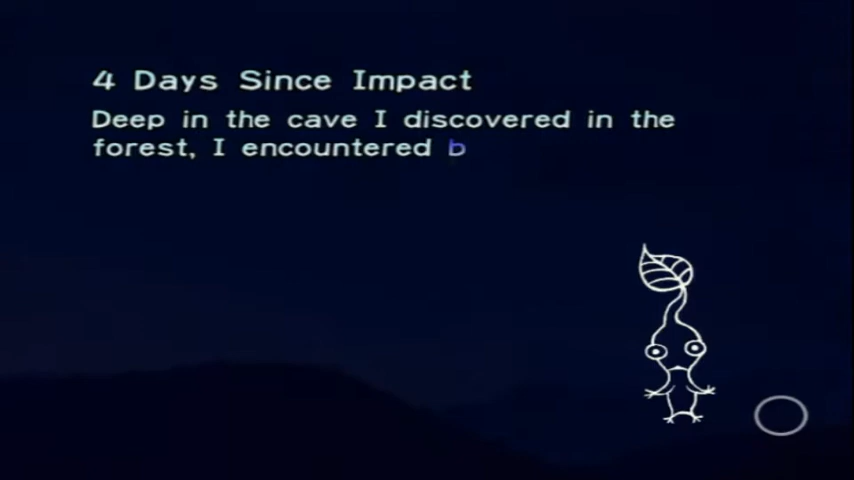 4 Days Since Impact
Deep in the cave I discovered in the
forest, I encountered b